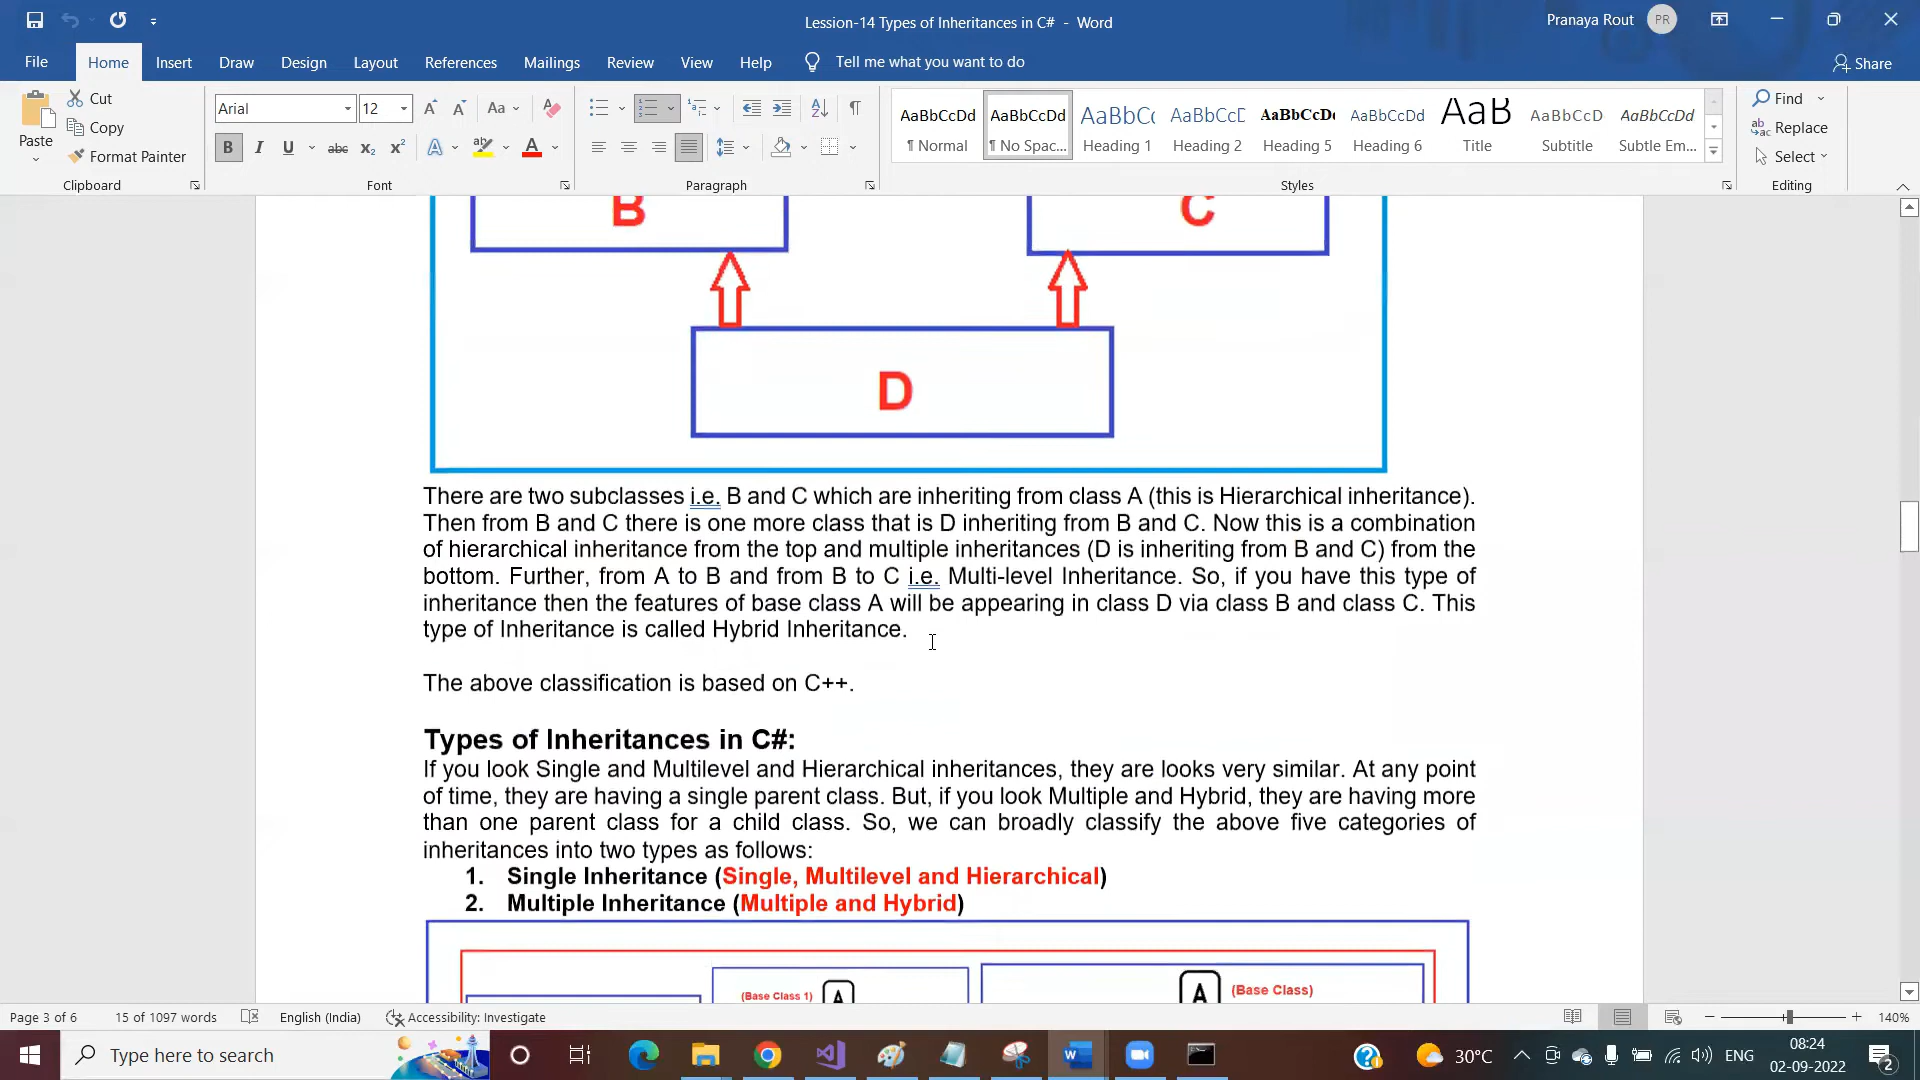 Lession-14 Types of Inheritances in C# - Word
Pranaya Rout
PR
File Home Insert Draw Design Layout References Mailings Review View Help Tell me what you want to do
Share
Paste
Cut
Copy
Format Painter
Clipboard
Arial 12
Font
Paragraph
AaBbCcDd AaBbCcDd AaBbCc AaBbCcD AaBbCcDc AaBbCcDd AaB AaBbCcD AaBbCcDd
¶ Normal ¶ No Spac... Heading 1 Heading 2 Heading 5 Heading 6 Title Subtitle Subtle Em...
Styles
Find
Replace
Select
Editing
B C
D
There are two subclasses i.e. B and C which are inheriting from class A (this is Hierarchical inheritance).
Then from B and C there is one more class that is D inheriting from B and C. Now this is a combination
of hierarchical inheritance from the top and multiple inheritances (D is inheriting from B and C) from the
bottom. Further, from A to B and from B to C i.e. Multi-level Inheritance. So, if you have this type of
inheritance then the features of base class A will be appearing in class D via class B and class C. This
type of Inheritance is called Hybrid Inheritance.
The above classification is based on C++.
Types of Inheritances in C#:
If you look Single and Multilevel and Hierarchical inheritances, they are looks very similar. At any point
of time, they are having a single parent class. But, if you look Multiple and Hybrid, they are having more
than one parent class for a child class. So, we can broadly classify the above five categories of
inheritances into two types as follows:
1. Single Inheritance (Single, Multilevel and Hierarchical)
2. Multiple Inheritance (Multiple and Hybrid)
(Base Class 1) A
A (Base Class)
Page 3 of 6 15 of 1097 words English (India) Accessibility: Investigate 140%
Type here to search
30°C ENG
08:24
02-09-2022
2